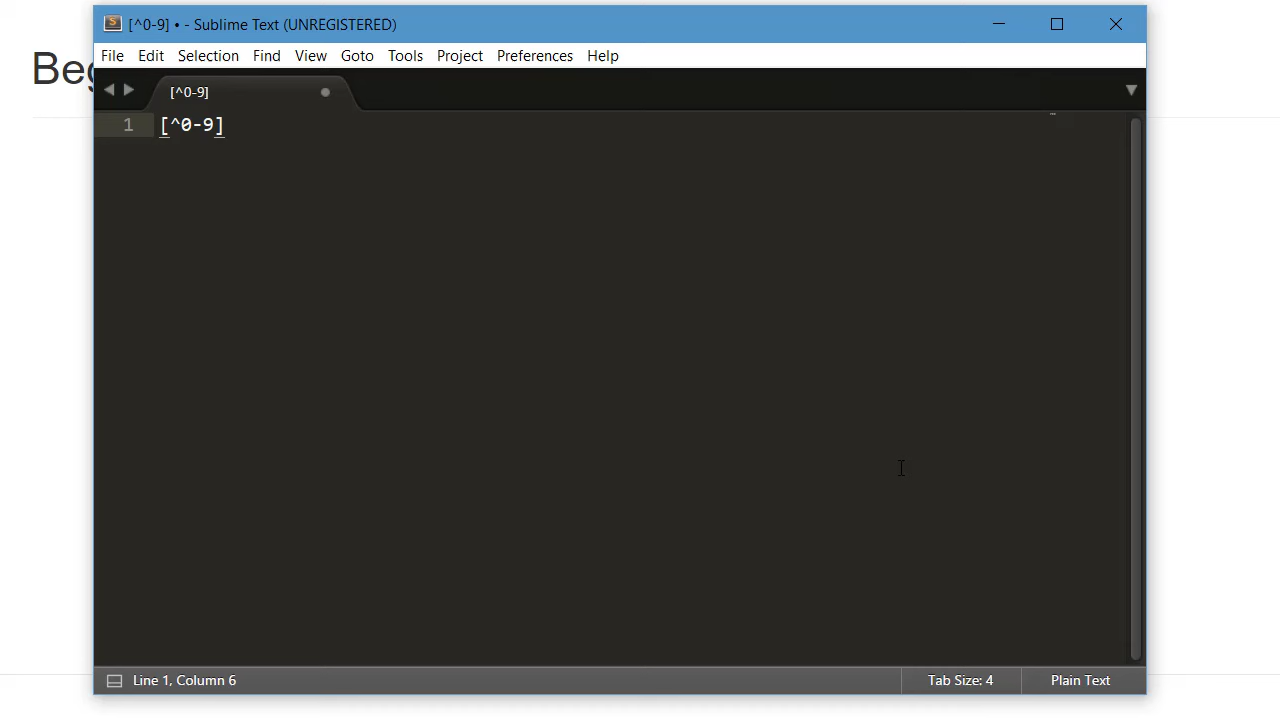 [^0-9] • - Sublime Text (UNREGISTERED)
Beg
File Edit Selection Find View Goto Tools Project Preferences Help
[^0-9]
1 [^0-9]
Line 1, Column 6 Tab Size: 4 Plain Text